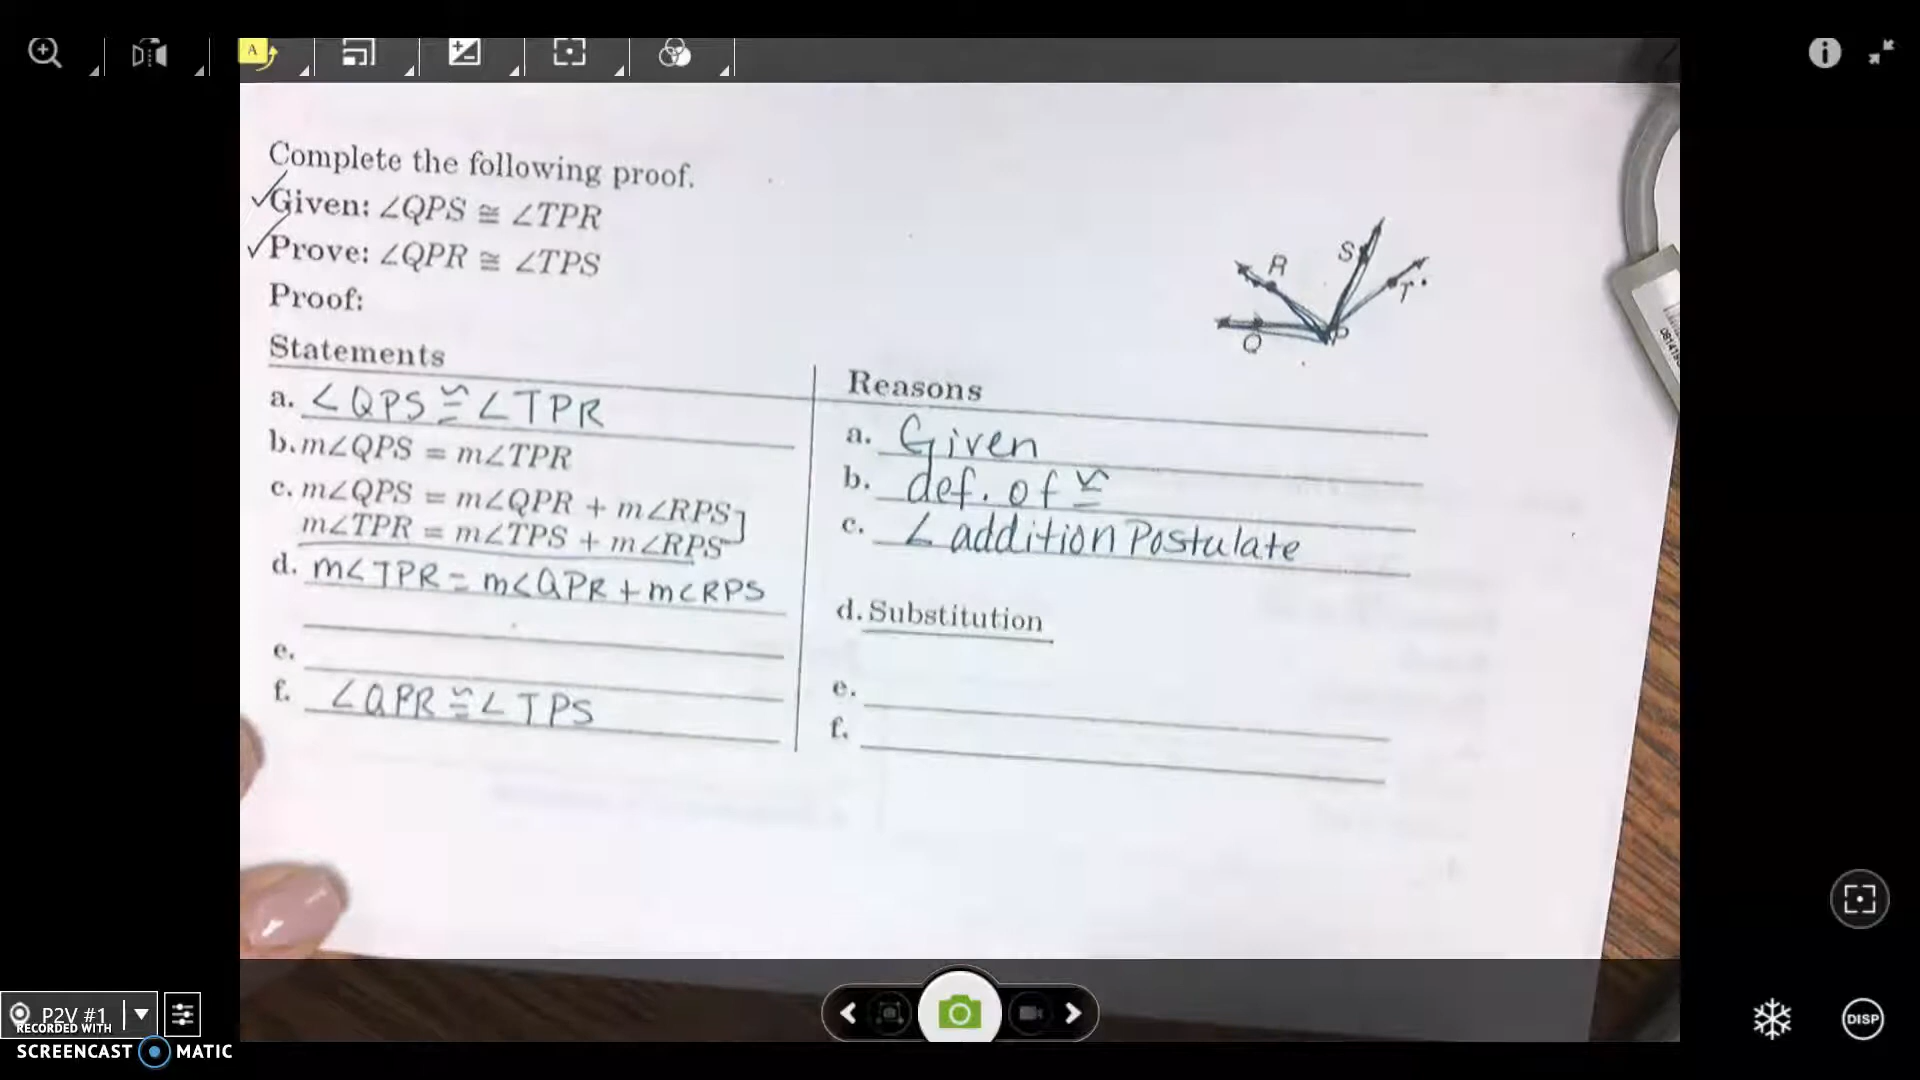 A
Complete the following proof.
Given: ∠QPS ≅ ∠TPR
Prove: ∠QPR ≅ ∠TPS
Proof:
R
S
T
Q
P
Statements
Reasons
a. ∠QPS ≅ ∠TPR
a. Given
b. m∠QPS = m∠TPR
b. def. of ≅
c. m∠QPS = m∠QPR + m∠RPS
m∠TPR = m∠TPS + m∠RPS
c. ∠ addition Postulate
d. m∠TPR = m∠QPR + m∠RPS
d. Substitution
e.
e.
f. ∠QPR ≅ ∠TPS
f.
P2V #1
RECORDED WITH
SCREENCAST MATIC
DISP